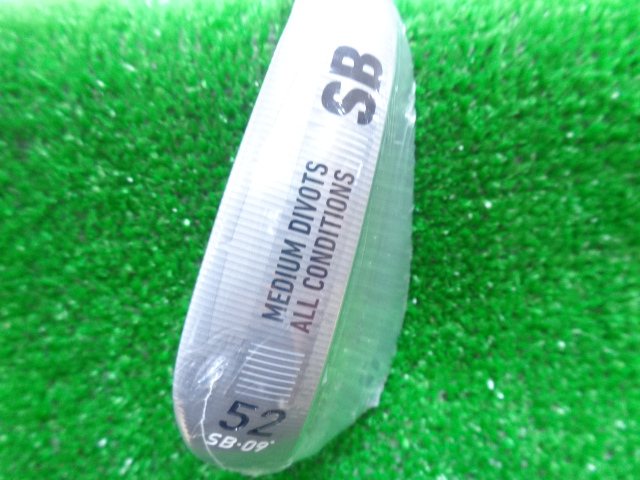 SB
MEDIUM DIVOTS
ALL CONDITIONS
52
SB-09°